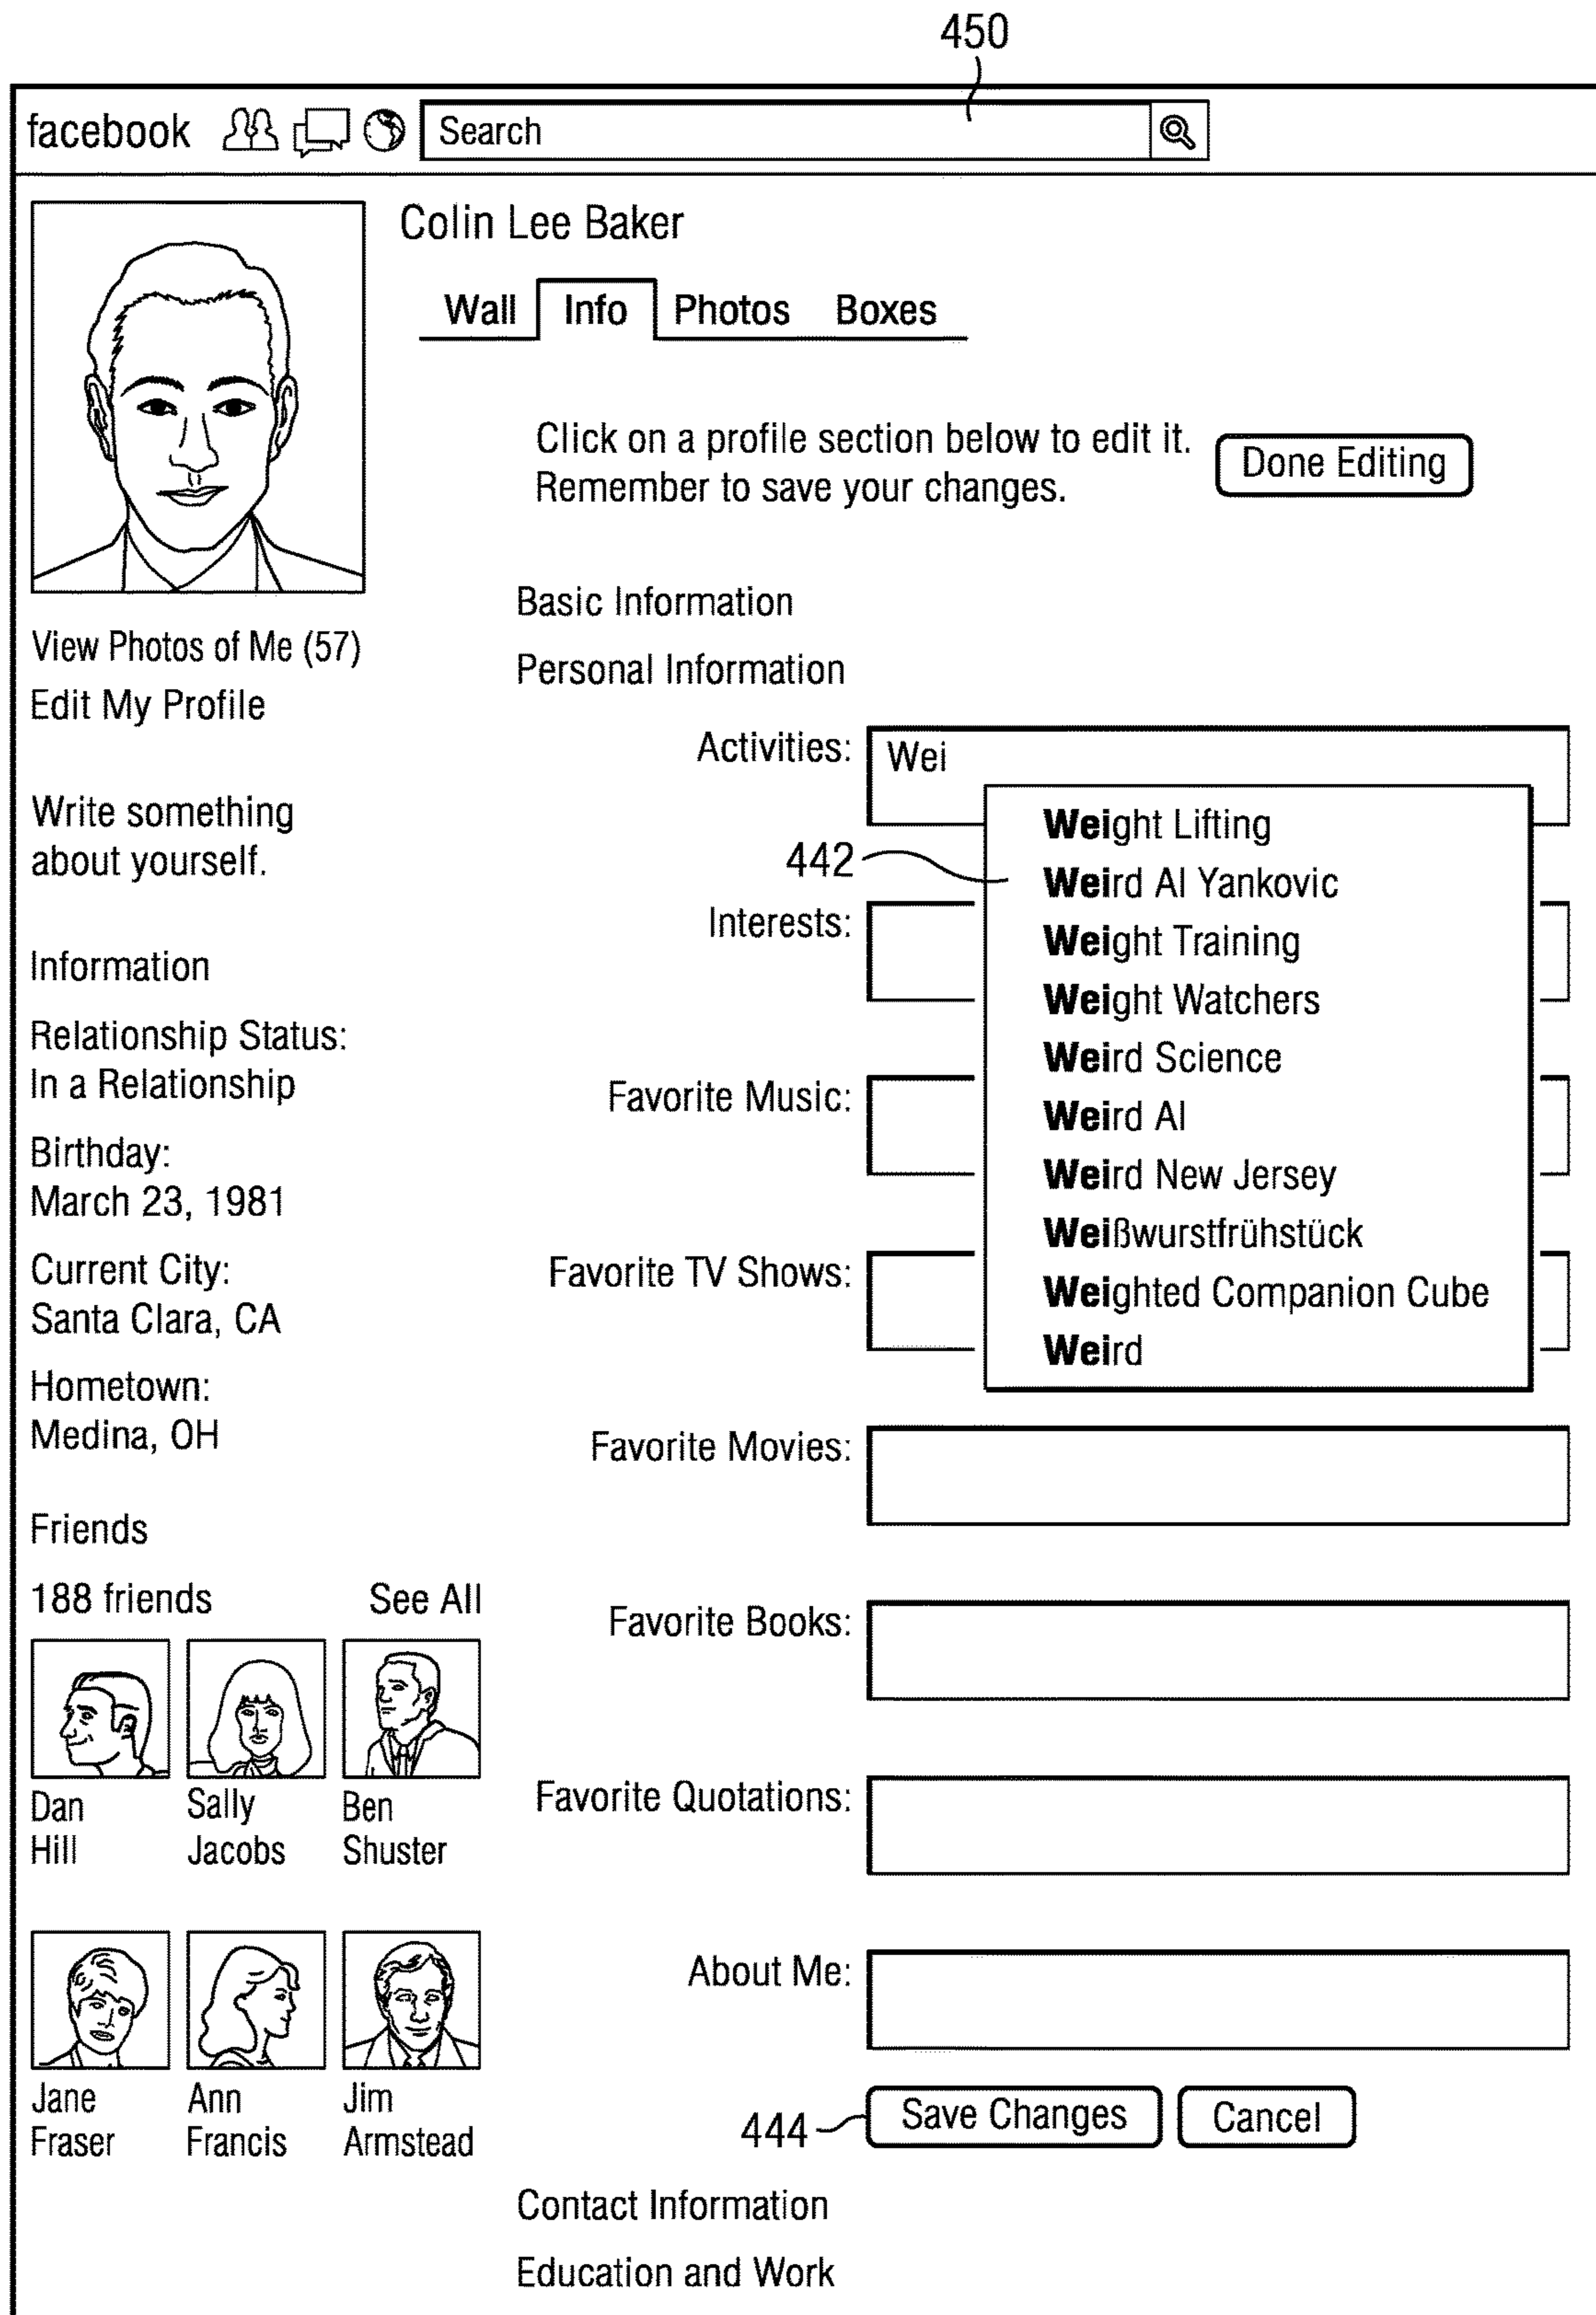 450
facebook
Search
Colin Lee Baker
Wall Info Photos Boxes
Click on a profile section below to edit it.
Remember to save your changes.
Done Editing
View Photos of Me (57)
Edit My Profile
Write something
about yourself.
Information
Relationship Status:
In a Relationship
Birthday:
March 23, 1981
Current City:
Santa Clara, CA
Hometown:
Medina, OH
Friends
188 friends See All
Dan
Hill
Sally
Jacobs
Ben
Shuster
Jane
Fraser
Ann
Francis
Jim
Armstead
Basic Information
Personal Information
Activities: Wei
442
Weight Lifting
Weird Al Yankovic
Weight Training
Weight Watchers
Weird Science
Weird Al
Weird New Jersey
Weißwurstfrühstück
Weighted Companion Cube
Weird
Interests:
Favorite Music:
Favorite TV Shows:
Favorite Movies:
Favorite Books:
Favorite Quotations:
About Me:
444
Save Changes Cancel
Contact Information
Education and Work